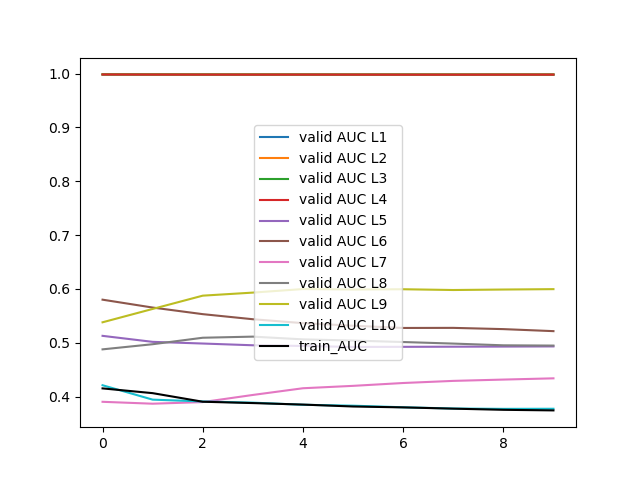 1.0
0.9
0.8
0.7
0.6
0.5
0.4
0 2 4 6 8
valid AUC L1
valid AUC L2
valid AUC L3
valid AUC L4
valid AUC L5
valid AUC L6
valid AUC L7
valid AUC L8
valid AUC L9
valid AUC L10
train_AUC